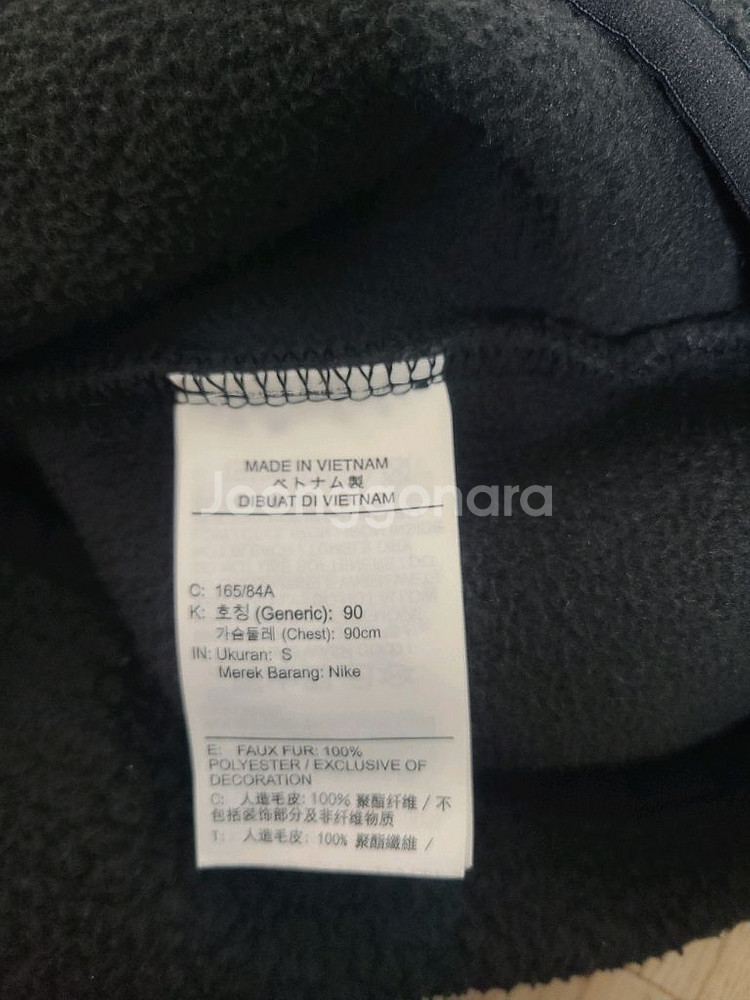 MADE IN VIETNAM
ベトナム製
DIBUAT DI VIETNAM
Joonggonara
C: 165/84A
K: 호칭 (Generic): 90
가슴둘레 (Chest): 90cm
IN: Ukuran: S
Merek Barang: Nike
E: FAUX FUR: 100%
POLYESTER / EXCLUSIVE OF
DECORATION
C: 人造毛皮: 100% 聚酯纤维 / 不
包括装饰部分及非纤维物质
T: 人造毛皮: 100% 聚酯纖維 /